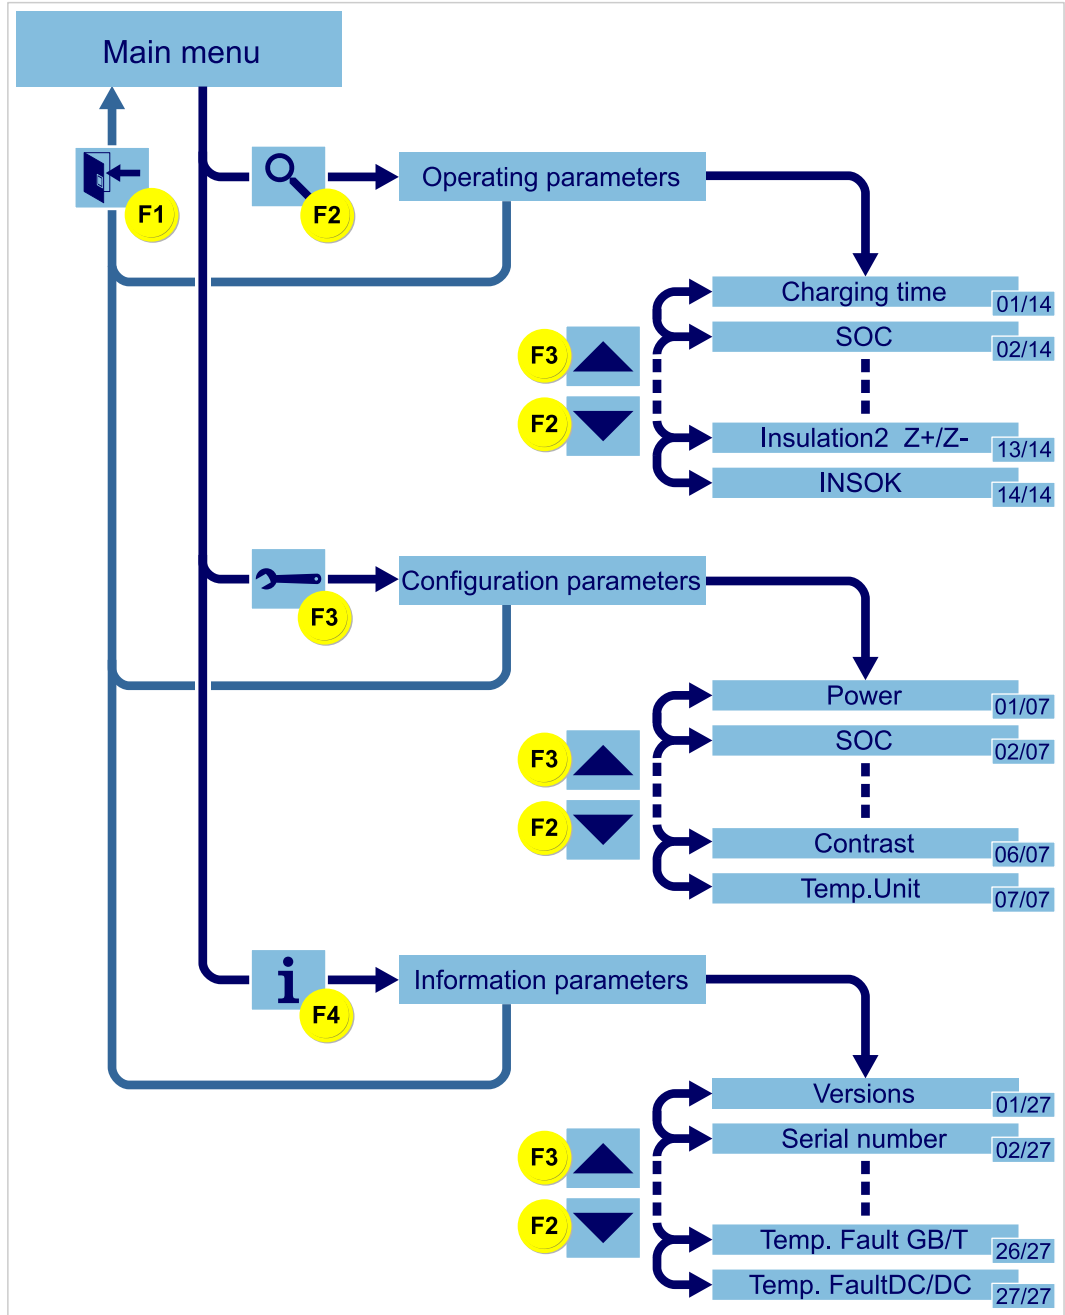 Main menu
F1
F2
Operating parameters
Charging time
01/14
SOC
02/14
F3
F2
Insulation2  Z+/Z-
13/14
INSOK
14/14
F3
Configuration parameters
Power
01/07
SOC
02/07
F3
F2
Contrast
06/07
Temp.Unit
07/07
i
F4
Information parameters
Versions
01/27
Serial number
02/27
F3
F2
Temp. Fault GB/T
26/27
Temp. FaultDC/DC
27/27